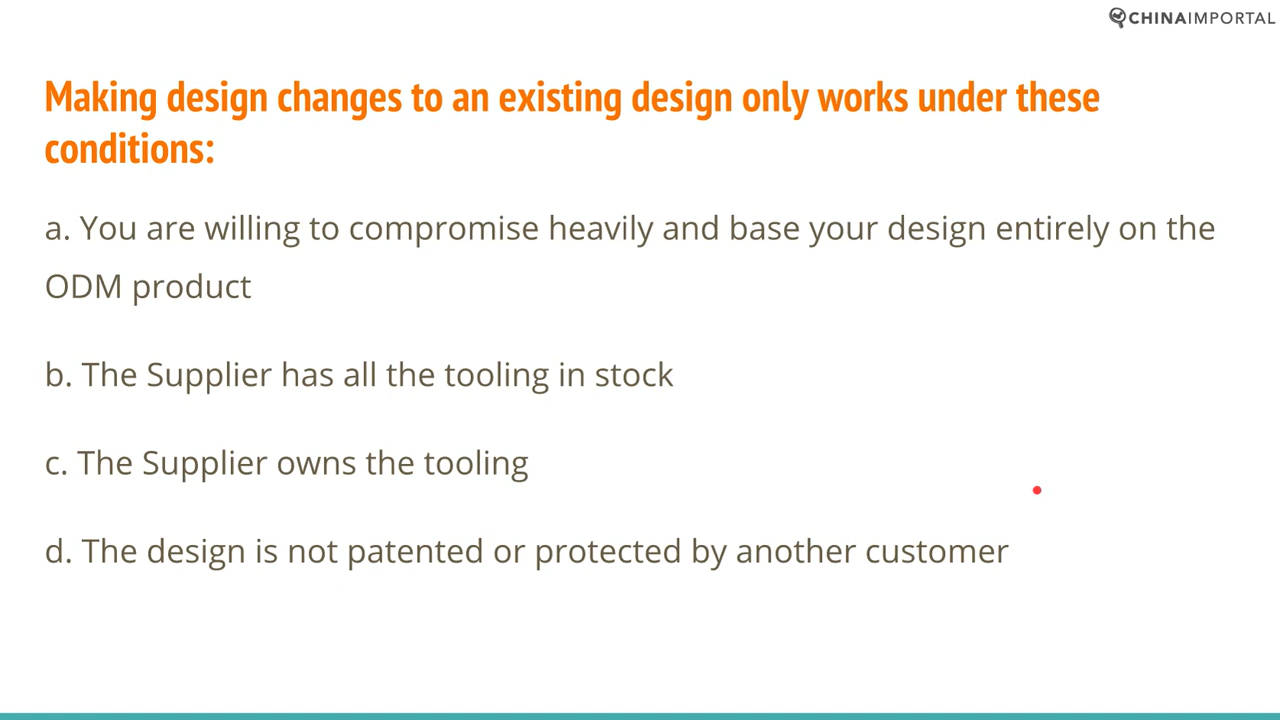 CHINAIMPORTAL
Making design changes to an existing design only works under these
conditions:
a. You are willing to compromise heavily and base your design entirely on the
ODM product
b. The Supplier has all the tooling in stock
c. The Supplier owns the tooling
d. The design is not patented or protected by another customer